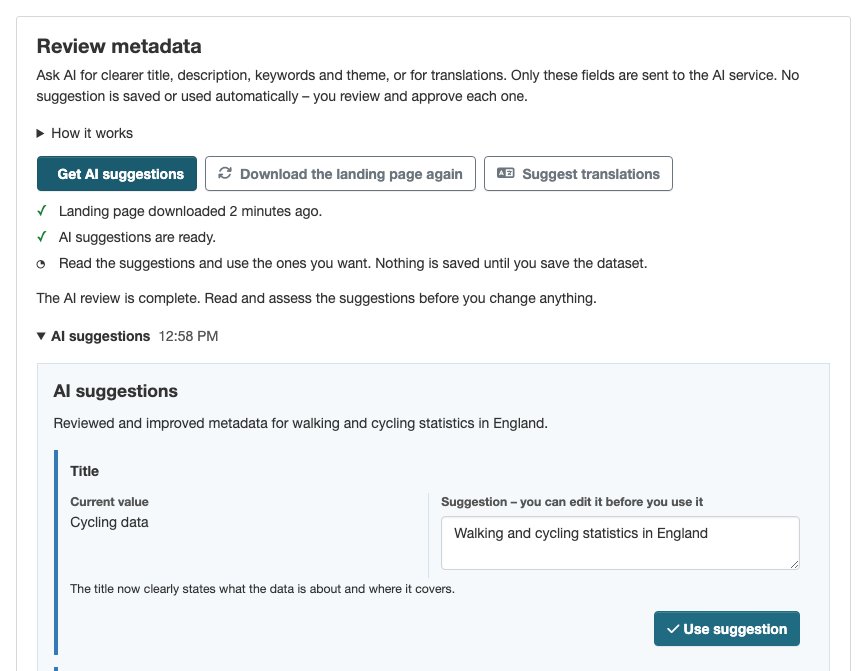 Review metadata
Ask AI for clearer title, description, keywords and theme, or for translations. Only these fields are sent to the AI service. No
suggestion is saved or used automatically – you review and approve each one.
How it works
Get AI suggestions
Download the landing page again
Suggest translations
Landing page downloaded 2 minutes ago.
AI suggestions are ready.
Read the suggestions and use the ones you want. Nothing is saved until you save the dataset.
The AI review is complete. Read and assess the suggestions before you change anything.
AI suggestions 12:58 PM
AI suggestions
Reviewed and improved metadata for walking and cycling statistics in England.
Title
Current value
Cycling data
Suggestion – you can edit it before you use it
Walking and cycling statistics in England
The title now clearly states what the data is about and where it covers.
Use suggestion